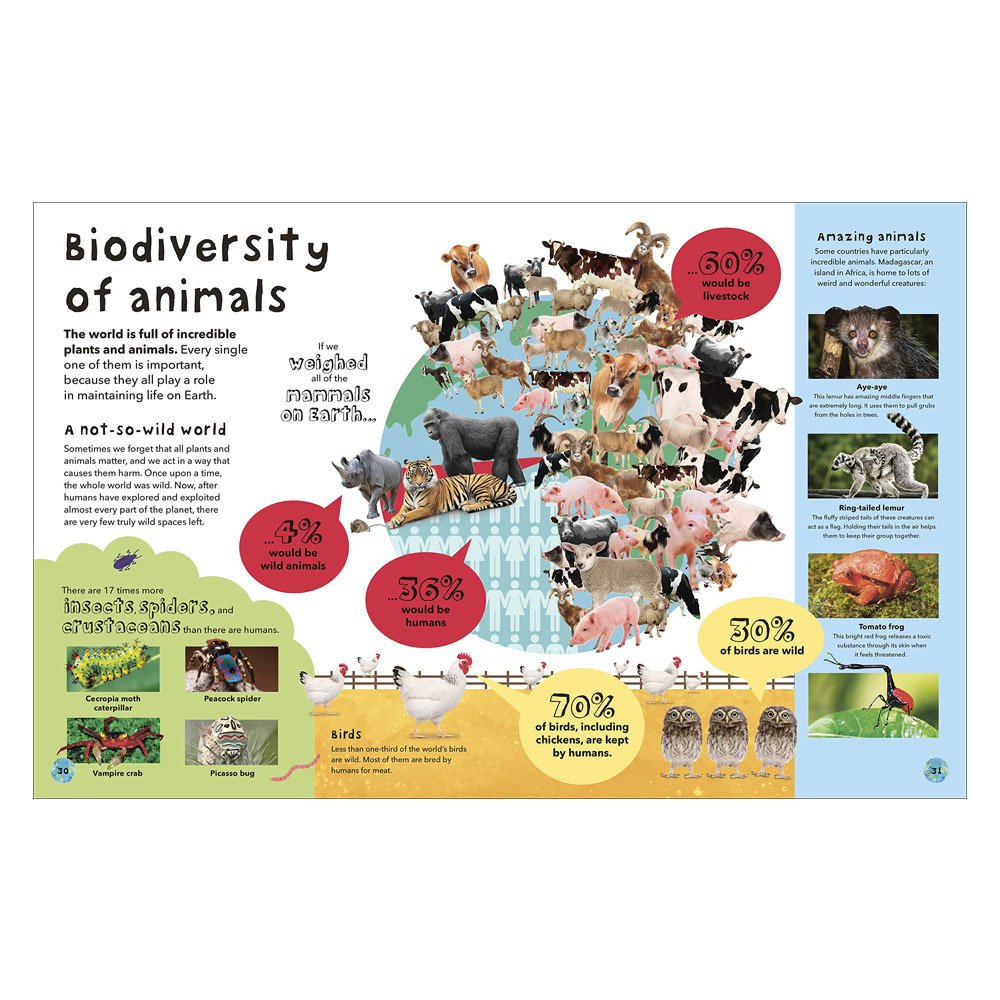 Biodiversity
of animals
The world is full of incredible
plants and animals. Every single
one of them is important,
because they all play a role
in maintaining life on Earth.
A not-so-wild world
Sometimes we forget that all plants and
animals matter, and we act in a way that
causes them harm. Once upon a time,
the whole world was wild. Now, after
humans have explored and exploited
almost every part of the planet, there
are very few truly wild spaces left.
There are 17 times more
insects, spiders, and
crustaceans than there are humans.
Cecropia moth
caterpillar
Peacock spider
Vampire crab
Picasso bug
30
If we
weighed
all of the
mammals
on Earth...
...60%
would be
livestock
...4%
would be
wild animals
...36%
would be
humans
Birds
Less than one-third of the world's birds
are wild. Most of them are bred by
humans for meat.
70%
of birds, including
chickens, are kept
by humans.
30%
of birds are wild
Amazing animals
Some countries have particularly
incredible animals. Madagascar, an
island in Africa, is home to lots of
weird and wonderful creatures:
Aye-aye
This lemur has amazing middle fingers that
are extremely long. It uses them to pull grubs
from the holes in trees.
Ring-tailed lemur
The fluffy striped tails of these creatures can
act as a flag. Holding their tails in the air helps
them to keep their group together.
Tomato frog
This bright red frog releases a toxic
substance through its skin when
it feels threatened.
31